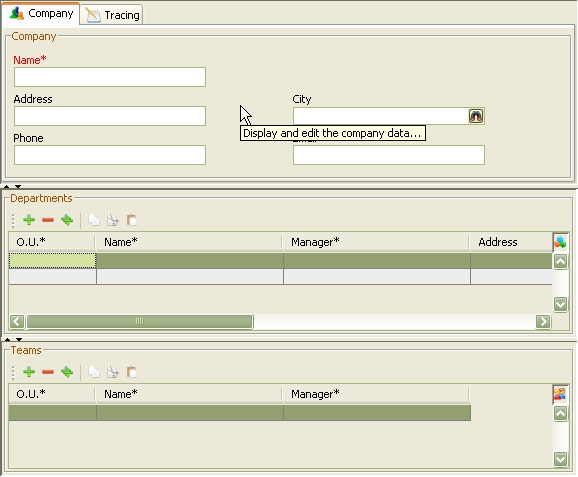 Company Tracing
Company
Name*
Address City
Display and edit the company data...
Phone
Departments
O.U.* Name* Manager* Address
Teams
O.U.* Name* Manager*